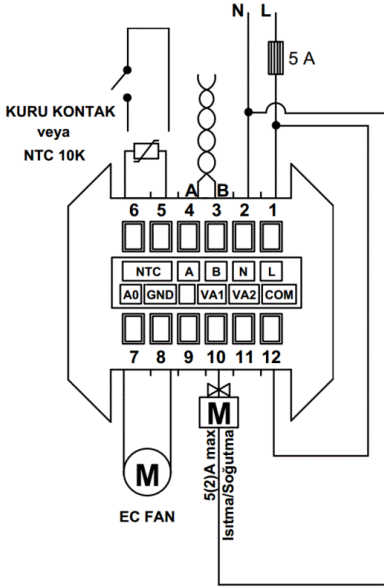 N L
5 A
KURU KONTAK
veya
NTC 10K
A B
6 5 4 3 2 1
NTC A B N L
A0 GND VA1 VA2 COM
7 8 9 10 11 12
M
M
5(2)A max
Isıtma/Soğutma
EC FAN